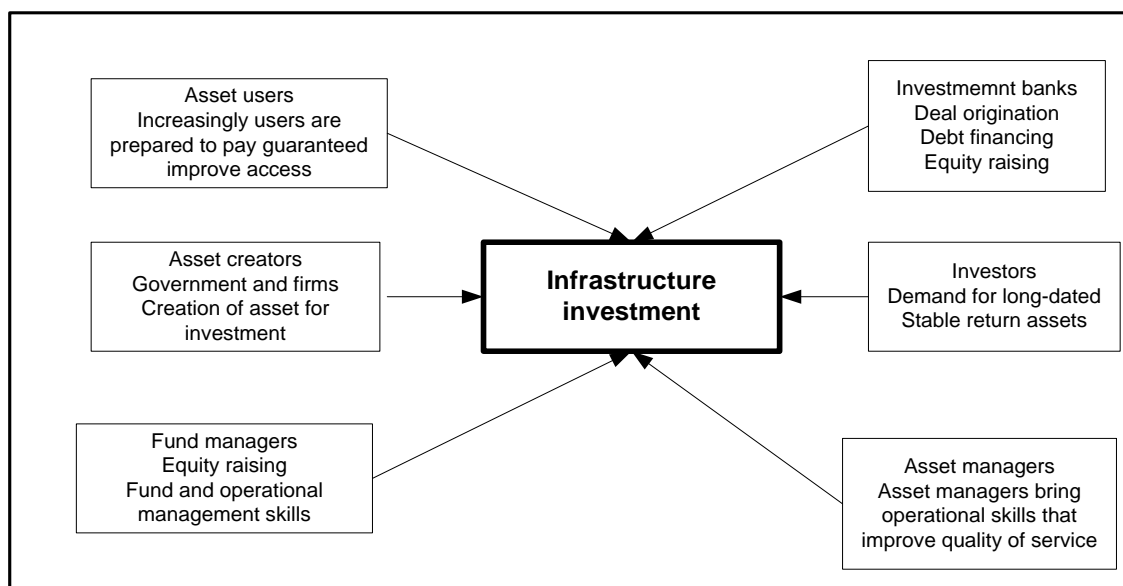 Asset users
Increasingly users are
prepared to pay guaranteed
improve access
Investmemnt banks
Deal origination
Debt financing
Equity raising
Asset creators
Government and firms
Creation of asset for
investment
Infrastructure
investment
Investors
Demand for long-dated
Stable return assets
Fund managers
Equity raising
Fund and operational
management skills
Asset managers
Asset managers bring
operational skills that
improve quality of service